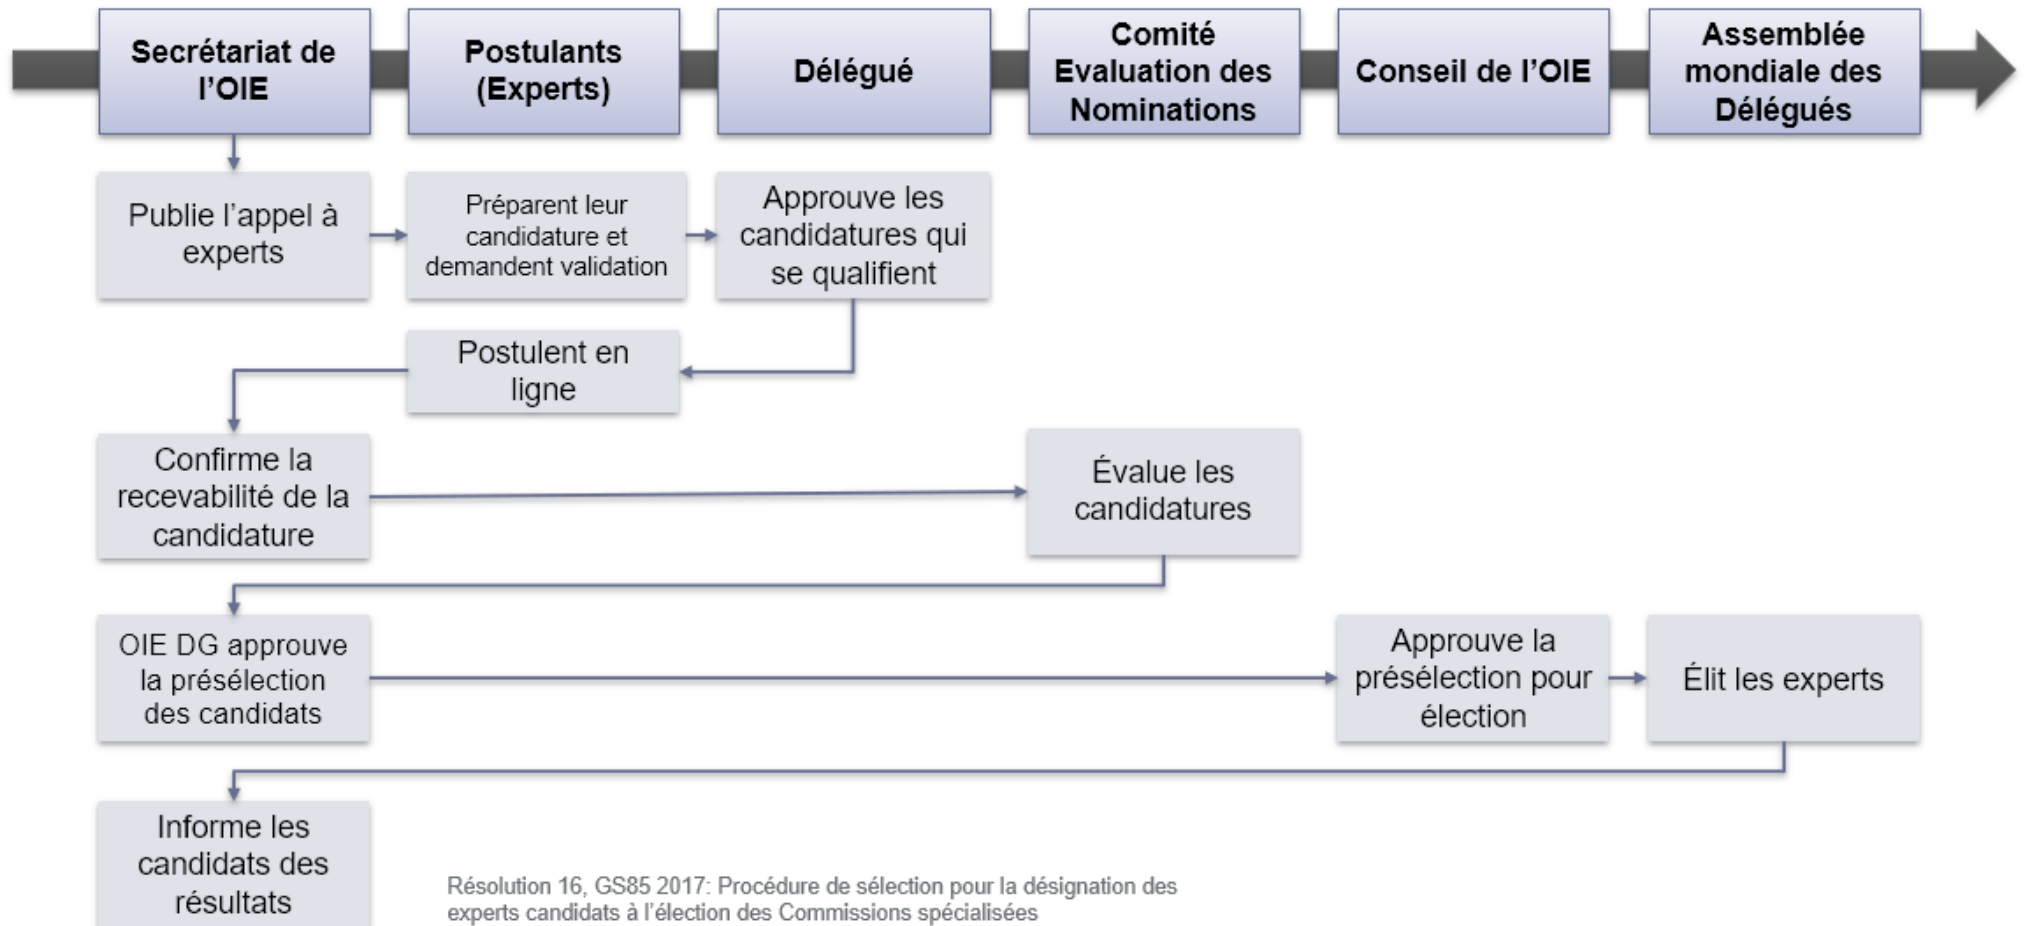 Secrétariat de
l'OIE
Postulants
(Experts)
Délégué
Comité
Evaluation des
Nominations
Conseil de l'OIE
Assemblée
mondiale des
Délégués
Publie l'appel à
experts
Préparent leur
candidature et
demandent validation
Approuve les
candidatures qui
se qualifient
Postulent en
ligne
Confirme la
recevabilité de la
candidature
Évalue les
candidatures
OIE DG approuve
la présélection
des candidats
Approuve la
présélection pour
élection
Élit les experts
Informe les
candidats des
résultats
Résolution 16, GS85 2017: Procédure de sélection pour la désignation des
experts candidats à l'élection des Commissions spécialisées